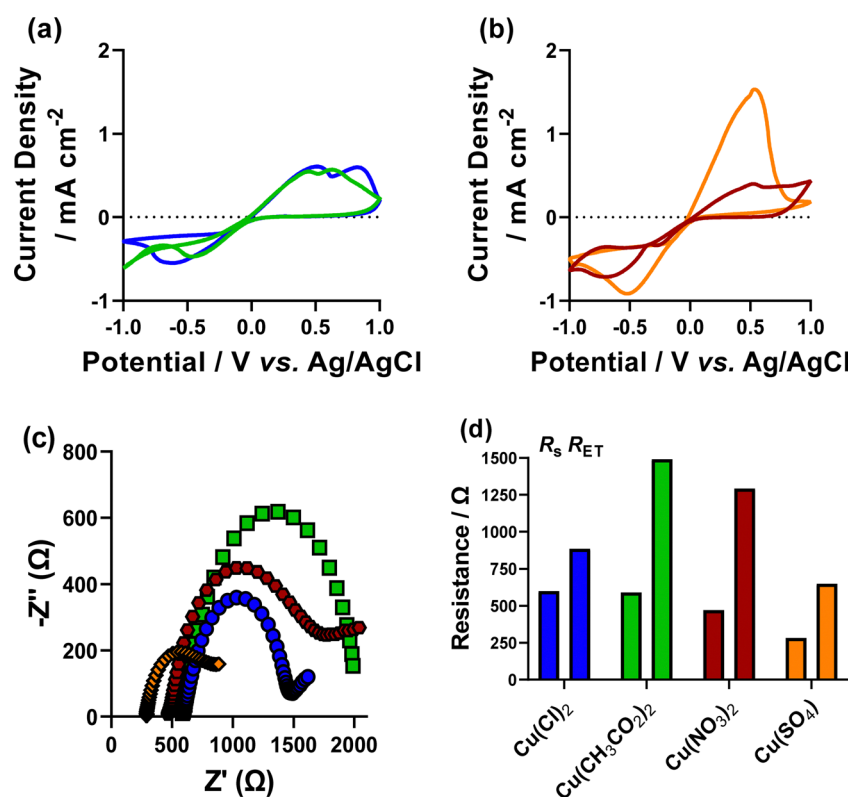 (a)
2
1
0
-1
Current Density
/ mA cm⁻²
-1.0 -0.5 0.0 0.5 1.0
Potential / V vs. Ag/AgCl
(b)
2
1
0
-1
Current Density
/ mA cm⁻²
-1.0 -0.5 0.0 0.5 1.0
Potential / V vs. Ag/AgCl
(c)
800
600
400
200
0
-Z'' (Ω)
0 500 1000 1500 2000
Z' (Ω)
(d)
Rₛ R_ET
1500
1250
1000
750
500
250
0
Resistance / Ω
Cu(Cl)₂
Cu(CH₃CO₂)₂
Cu(NO₃)₂
Cu(SO₄)